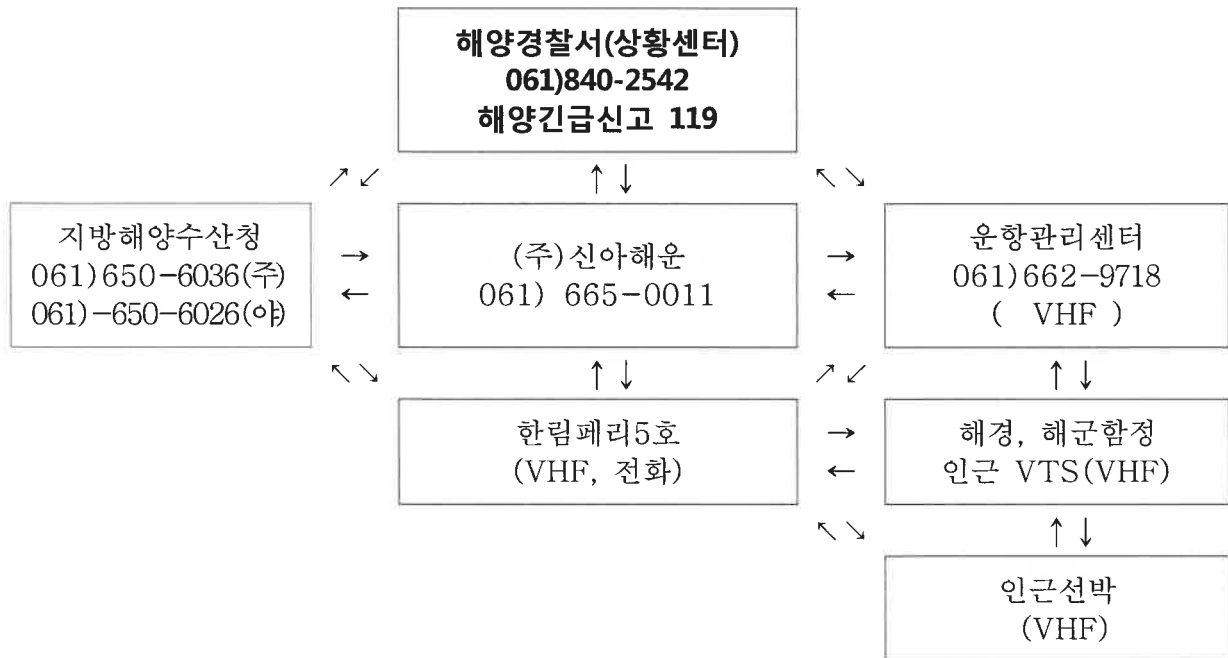 해양경찰서(상황센터)
061)840-2542
해양긴급신고 119
↗ ↙ ↑ ↓ ↖ ↘
지방해양수산청
061)650-6036(주)
061)-650-6026(야)
→
←
(주)신아해운
061) 665-0011
→
←
운항관리센터
061)662-9718
( VHF )
↖ ↘ ↑ ↓ ↗ ↙ ↑ ↓
한림페리5호
(VHF, 전화)
→
←
해경, 해군함정
인근 VTS(VHF)
↖ ↘ ↑ ↓
인근선박
(VHF)